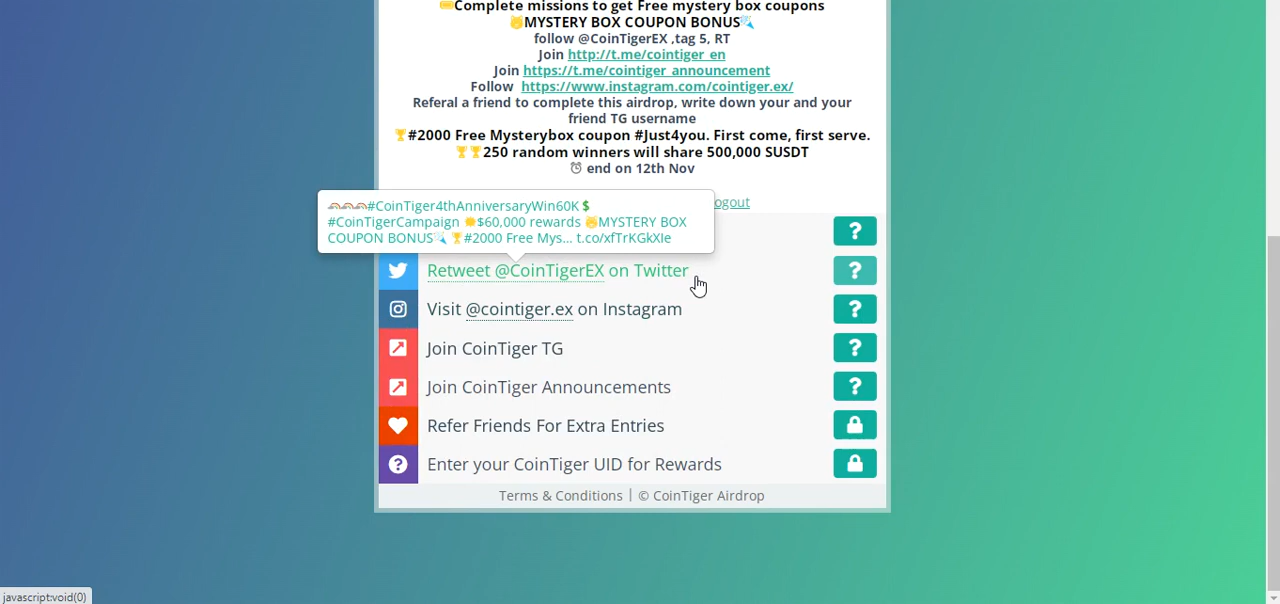 Complete missions to get Free mystery box coupons
MYSTERY BOX COUPON BONUS
follow @CoinTigerEX ,tag 5, RT
Join http://t.me/cointiger_en
Join https://t.me/cointiger_announcement
Follow https://www.instagram.com/cointiger.ex/
Referal a friend to complete this airdrop, write down your and your
friend TG username
🏆#2000 Free Mysterybox coupon #Just4you. First come, first serve.
🏆🏆250 random winners will share 500,000 SUSDT
⏰ end on 12th Nov
ogout
#CoinTiger4thAnniversaryWin60K💲
#CoinTigerCampaign $60,000 rewards MYSTERY BOX
COUPON BONUS 🏆#2000 Free Mys... t.co/xfTrKGkXIe
?
Retweet @CoinTigerEX on Twitter ?
Visit @cointiger.ex on Instagram ?
Join CoinTiger TG ?
Join CoinTiger Announcements ?
Refer Friends For Extra Entries
Enter your CoinTiger UID for Rewards
Terms & Conditions | © CoinTiger Airdrop
javascript:void(0)